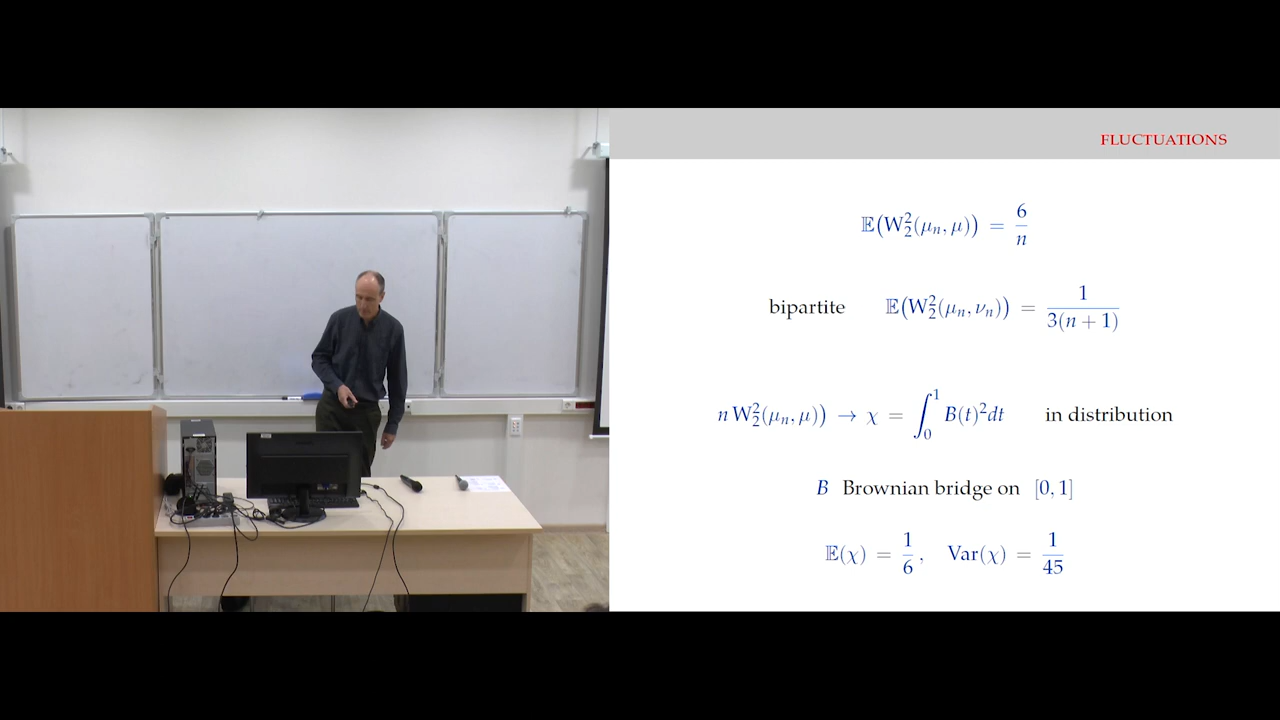 FLUCTUATIONS
𝔼(W₂²(μₙ, μ)) = 6/n
bipartite 𝔼(W₂²(μₙ, νₙ)) = 1/(3(n + 1))
n W₂²(μₙ, μ)) → χ = ∫₀¹ B(t)²dt in distribution
B Brownian bridge on [0, 1]
𝔼(χ) = 1/6 , Var(χ) = 1/45